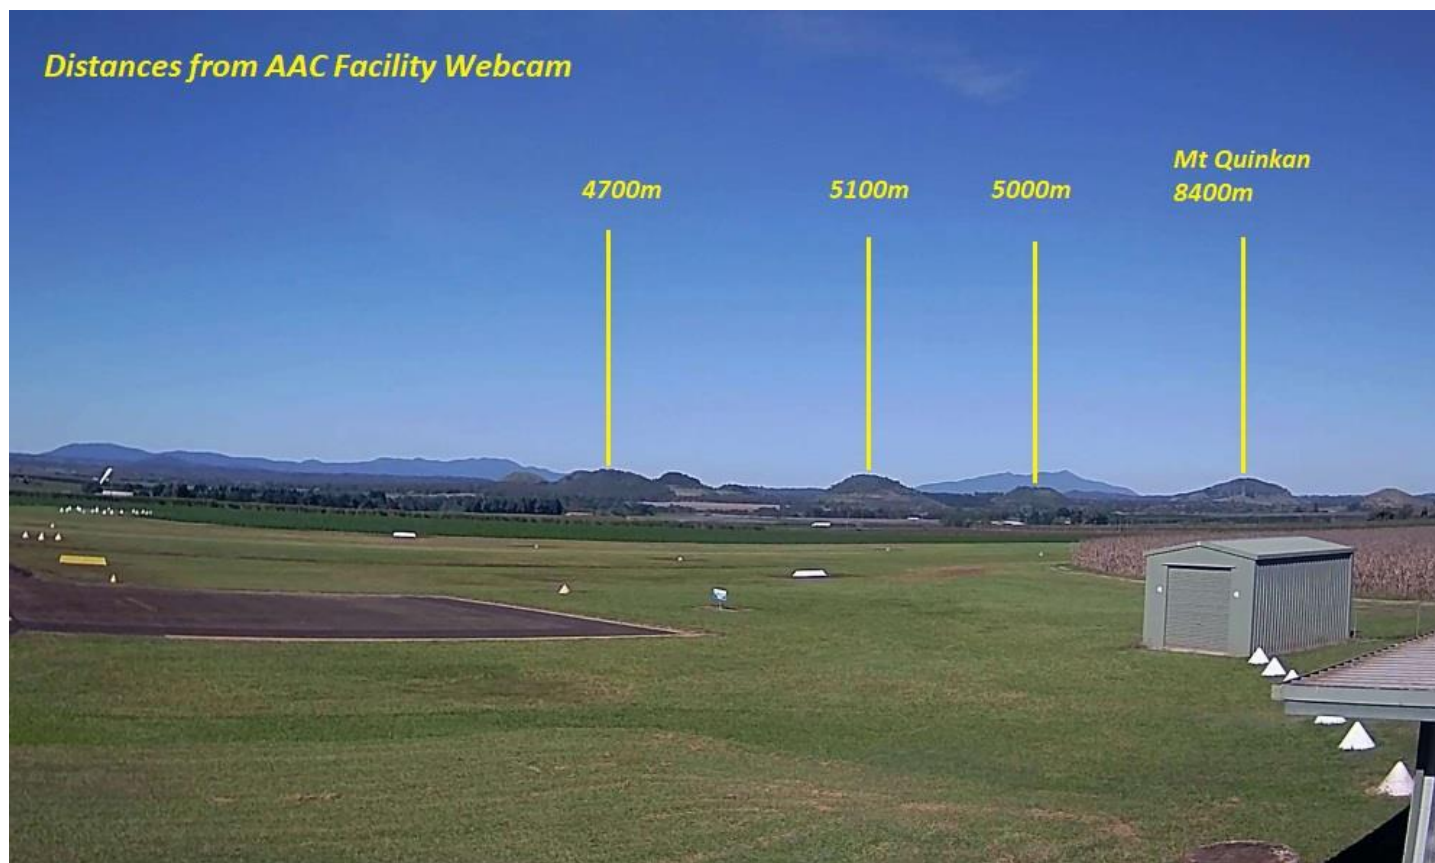 Distances from AAC Facility Webcam
4700m
5100m
5000m
Mt Quinkan
8400m